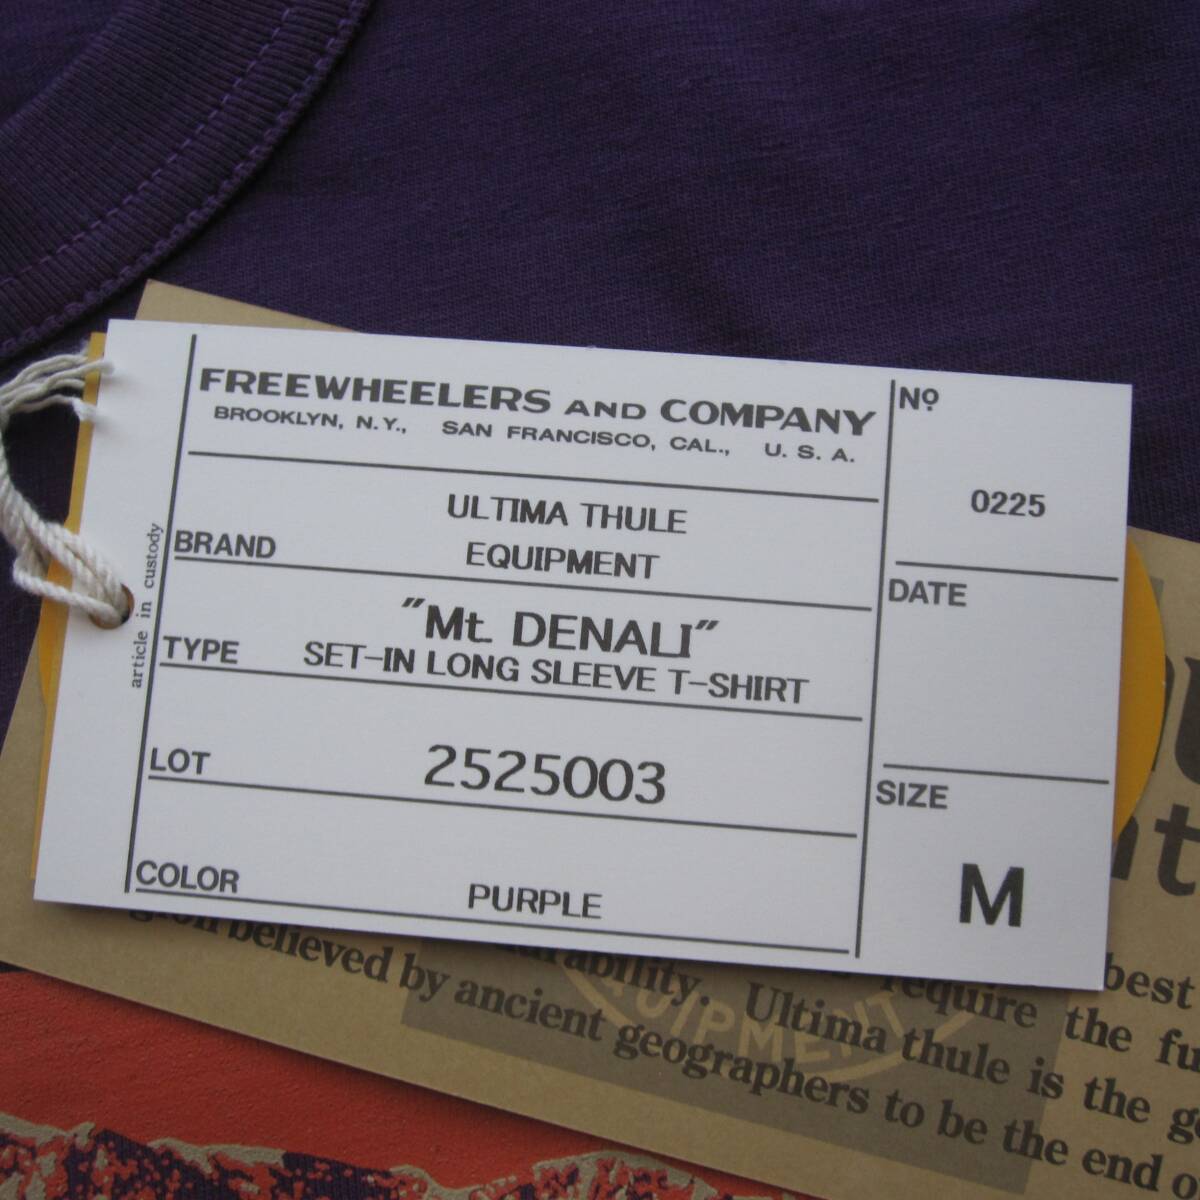 FREEWHEELERS AND COMPANY
BROOKLYN, N.Y., SAN FRANCISCO, CAL., U. S. A.
BRAND
ULTIMA THULE
EQUIPMENT
TYPE
"Mt. DENALI"
SET-IN LONG SLEEVE T-SHIRT
LOT
2525003
COLOR
PURPLE
Nº
0225
DATE
SIZE
M
article in custody
best
durability. require the
believed by ancient Ultima thule is the
geographers to be the end
EQUIPMENT